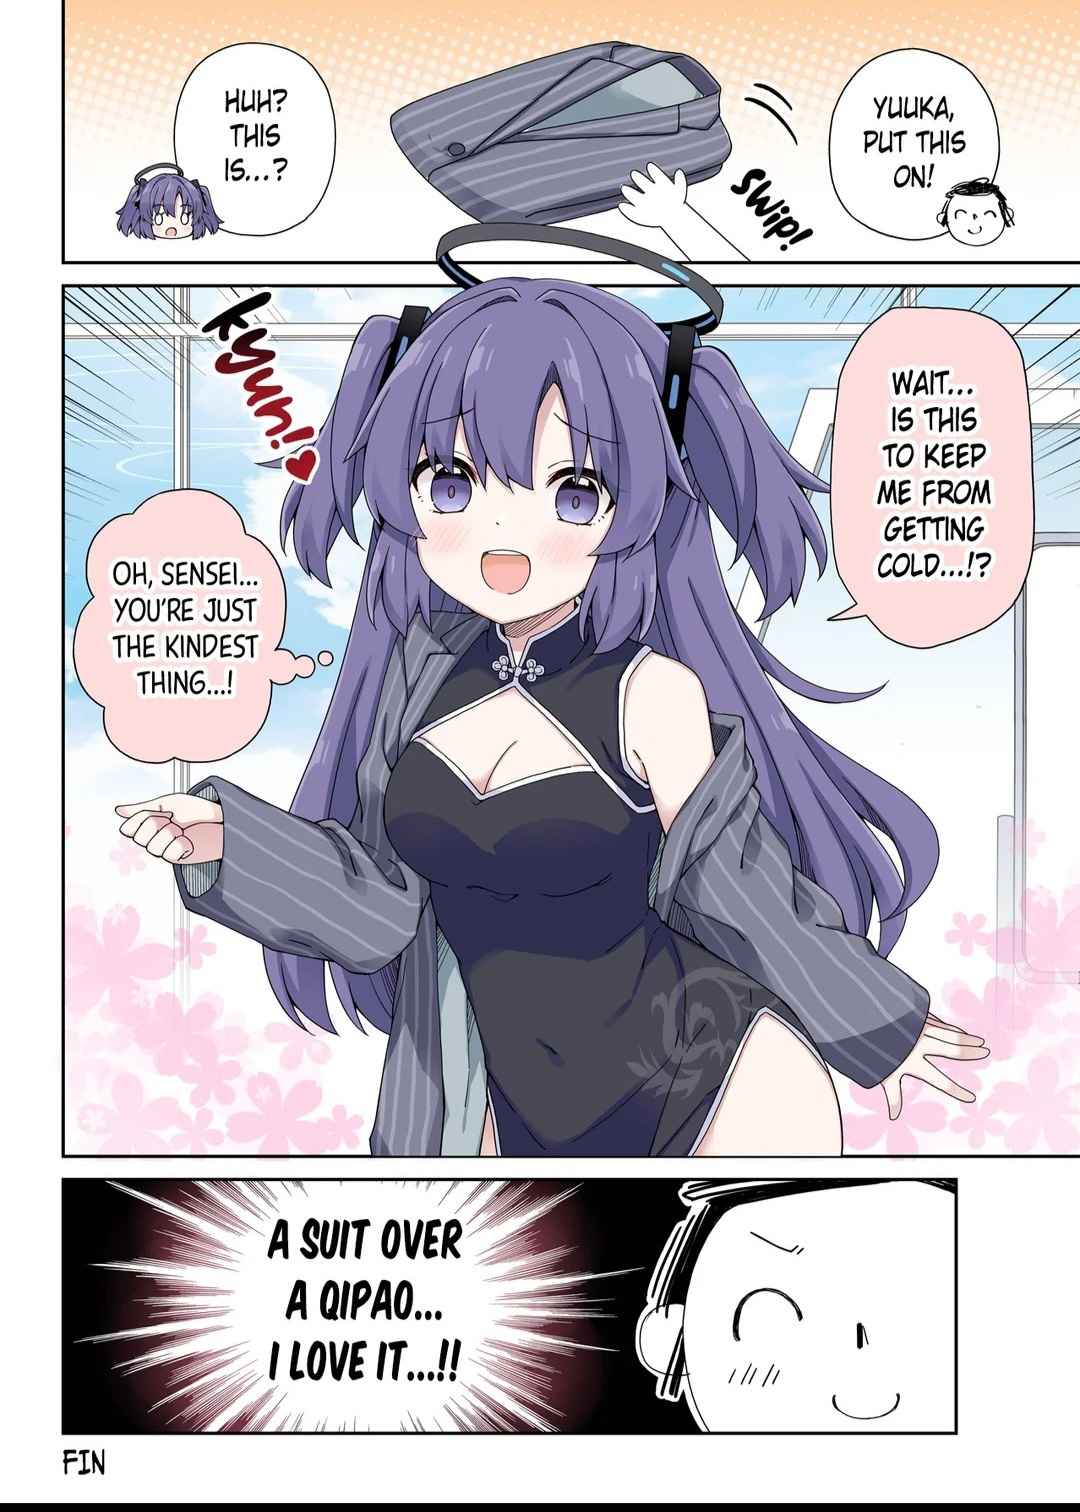 YUUKA,
PUT THIS
ON!
SWIP!
HUH?
THIS
IS...?
WAIT...
IS THIS
TO KEEP
ME FROM
GETTING
COLD...!?
KYUN!♥
OH, SENSEI...
YOU'RE JUST
THE KINDEST
THING...!
A SUIT OVER
A QIPAO...
I LOVE IT...!!
FIN